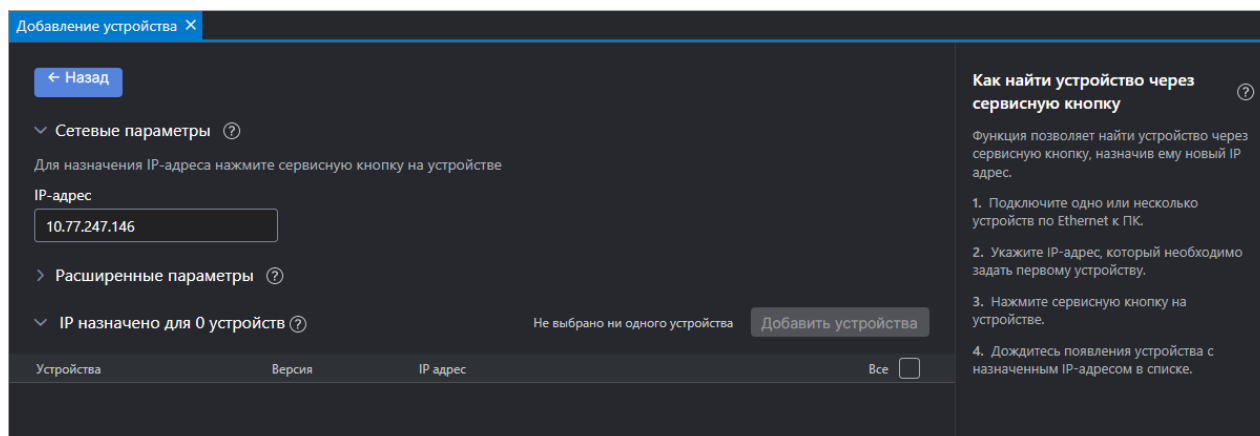 Добавление устройства ×
← Назад
Сетевые параметры ?
Для назначения IP-адреса нажмите сервисную кнопку на устройстве
IP-адрес
10.77.247.146
Расширенные параметры ?
IP назначено для 0 устройств ?
Не выбрано ни одного устройства
Добавить устройства
Устройства Версия IP адрес Все
Как найти устройство через
сервисную кнопку ?
Функция позволяет найти устройство через
сервисную кнопку, назначив ему новый IP
адрес.
1. Подключите одно или несколько
устройств по Ethernet к ПК.
2. Укажите IP-адрес, который необходимо
задать первому устройству.
3. Нажмите сервисную кнопку на
устройстве.
4. Дождитесь появления устройства с
назначенным IP-адресом в списке.